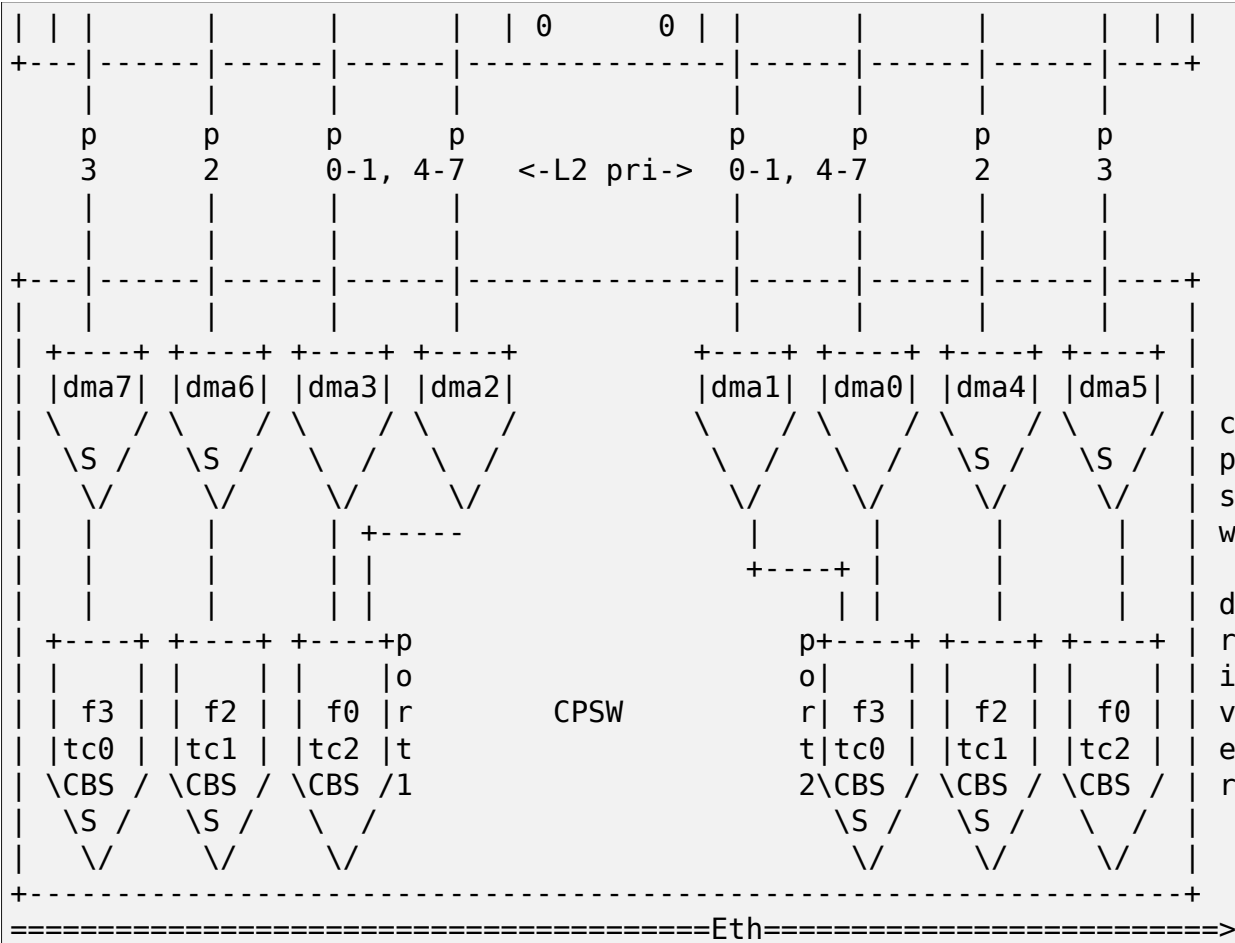 | | |      |      |      |  | 0      0 | |      |      |      |  | |
+---|------|------|------|---------------|------|------|------|----+
    |      |      |      |               |      |      |      |
    p      p      p      p               p      p      p      p
    3      2      0-1, 4-7   <-L2 pri->  0-1, 4-7      2      3
    |      |      |      |               |      |      |      |
    |      |      |      |               |      |      |      |
+---|------|------|------|---------------|------|------|------|----+
|   |      |      |      |               |      |      |      |    |
| +----+ +----+ +----+ +----+          +----+ +----+ +----+ +----+ |
| |dma7| |dma6| |dma3| |dma2|          |dma1| |dma0| |dma4| |dma5| |
| \    / \    / \    / \    /          \    / \    / \    / \    / | c
|  \S /   \S /   \  /   \  /            \  /   \  /   \S /   \S /  | p
|   \/     \/     \/     \/              \/     \/     \/     \/   | s
|   |      |      | +-----                |      |      |      |   | w
|   |      |      | |                     +----+ |      |      |   |
|   |      |      | |                          | |      |      |   | d
| +----+ +----+ +----+p                      p+----+ +----+ +----+ | r
| |    | |    | |    |o                      o|    | |    | |    | | i
| | f3 | | f2 | | f0 |r        CPSW          r| f3 | | f2 | | f0 | | v
| |tc0 | |tc1 | |tc2 |t                      t|tc0 | |tc1 | |tc2 | | e
| \CBS / \CBS / \CBS /1                      2\CBS / \CBS / \CBS / | r
|  \S /   \S /   \  /                          \S /   \S /   \  /  |
|   \/     \/     \/                            \/     \/     \/   |
+------------------------------------------------------------------+
========================================Eth==========================>